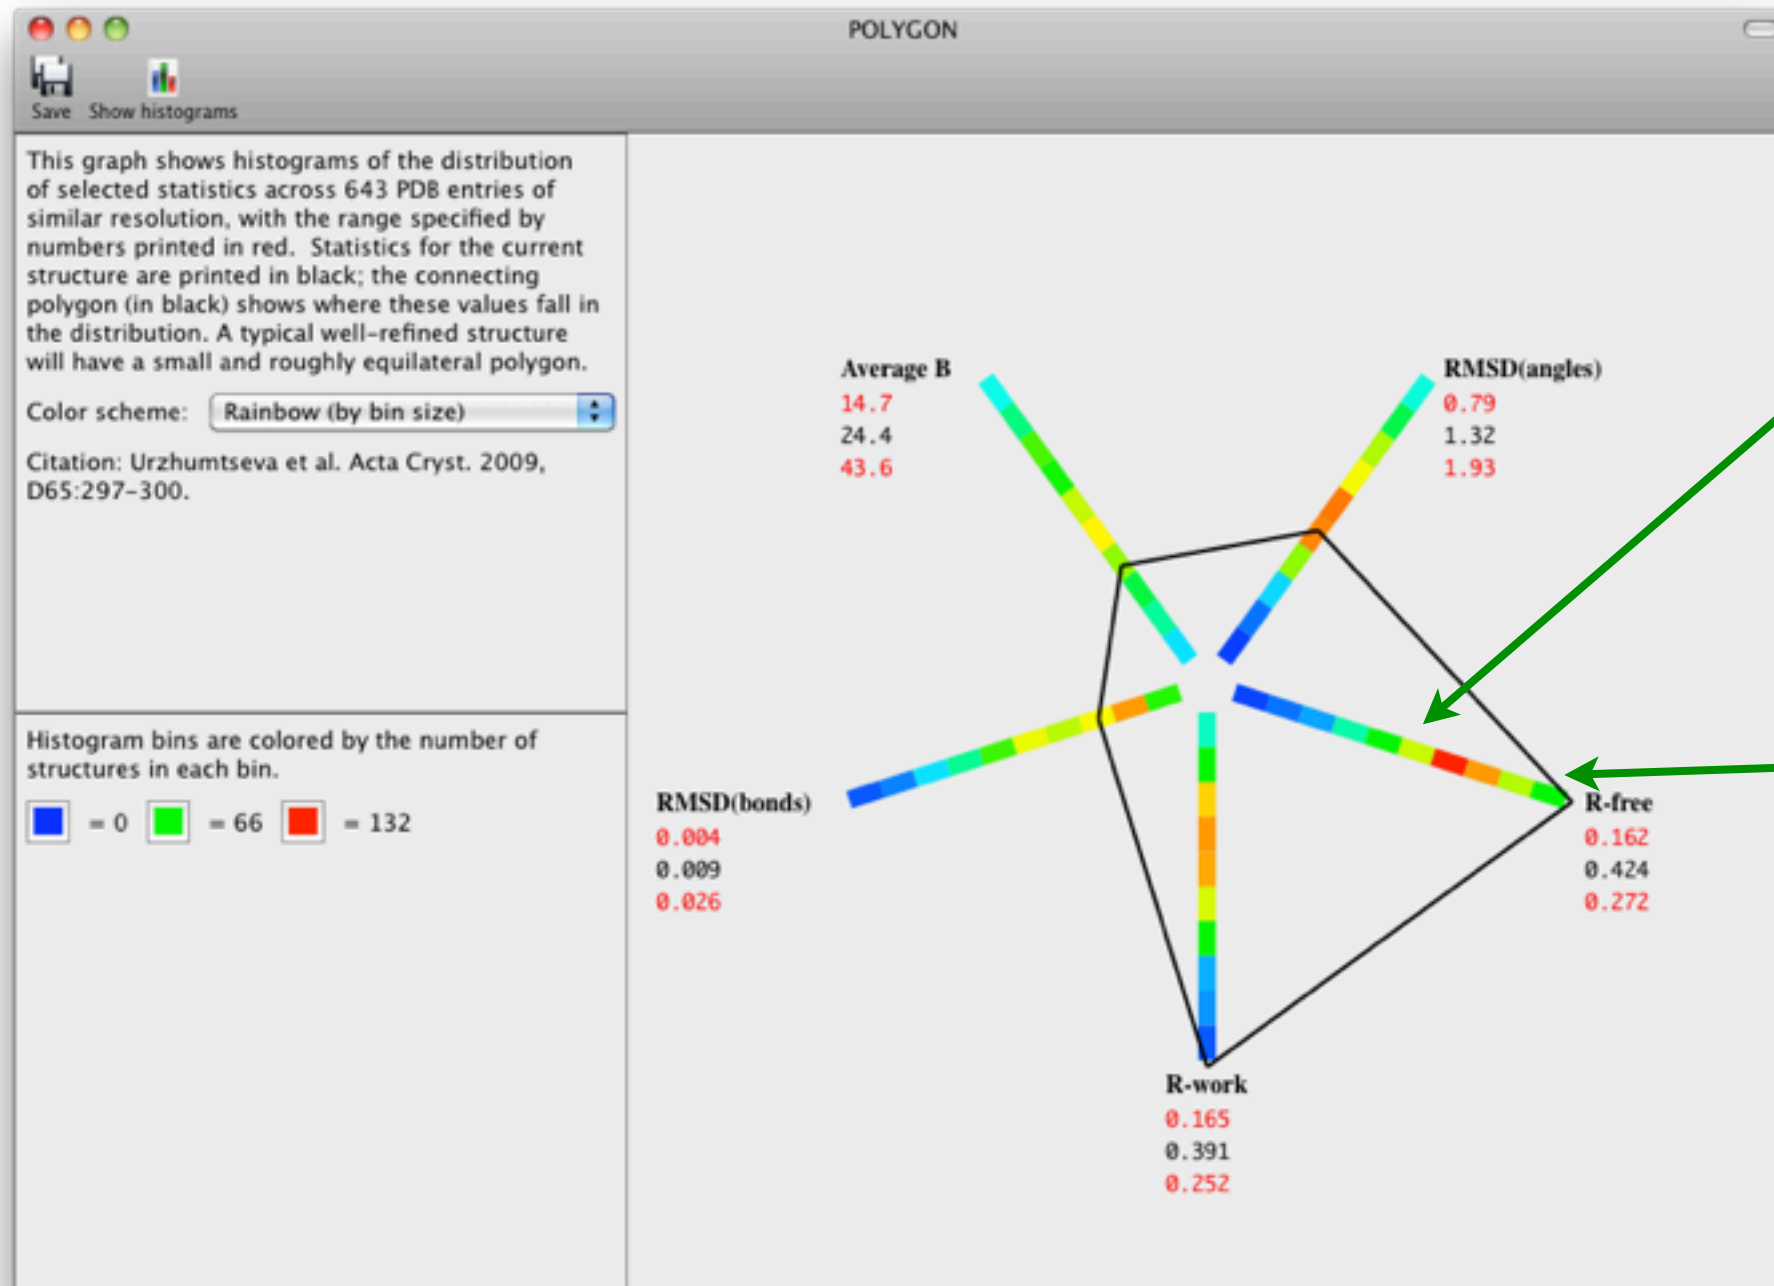 POLYGON
Save Show histograms
This graph shows histograms of the distribution
of selected statistics across 643 PDB entries of
similar resolution, with the range specified by
numbers printed in red. Statistics for the current
structure are printed in black; the connecting
polygon (in black) shows where these values fall in
the distribution. A typical well-refined structure
will have a small and roughly equilateral polygon.
Color scheme: Rainbow (by bin size)
Citation: Urzhumtseva et al. Acta Cryst. 2009,
D65:297-300.
Histogram bins are colored by the number of
structures in each bin.
= 0 = 66 = 132
Average B
14.7
24.4
43.6
RMSD(angles)
0.79
1.32
1.93
RMSD(bonds)
0.004
0.009
0.026
R-free
0.162
0.424
0.272
R-work
0.165
0.391
0.252